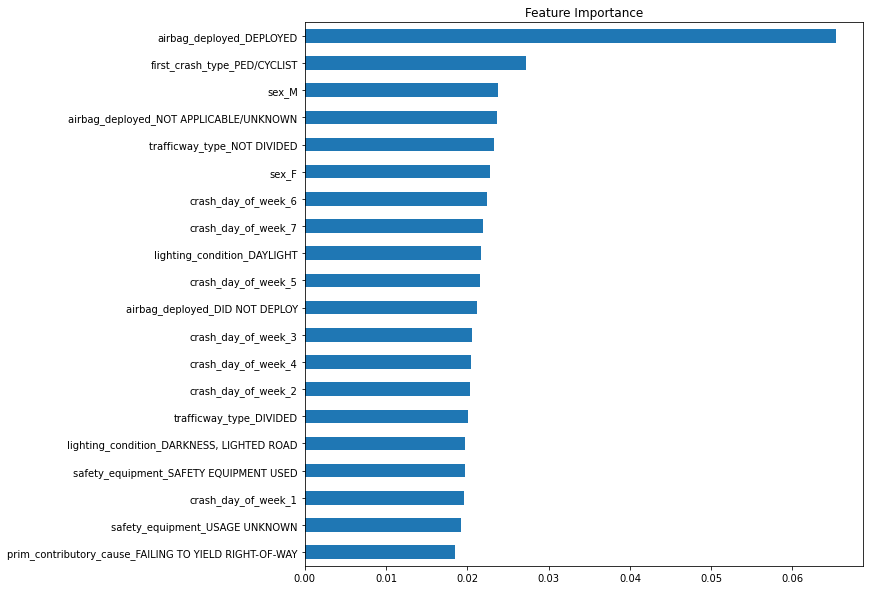 Feature Importance
airbag_deployed_DEPLOYED
first_crash_type_PED/CYCLIST
sex_M
airbag_deployed_NOT APPLICABLE/UNKNOWN
trafficway_type_NOT DIVIDED
sex_F
crash_day_of_week_6
crash_day_of_week_7
lighting_condition_DAYLIGHT
crash_day_of_week_5
airbag_deployed_DID NOT DEPLOY
crash_day_of_week_3
crash_day_of_week_4
crash_day_of_week_2
trafficway_type_DIVIDED
lighting_condition_DARKNESS, LIGHTED ROAD
safety_equipment_SAFETY EQUIPMENT USED
crash_day_of_week_1
safety_equipment_USAGE UNKNOWN
prim_contributory_cause_FAILING TO YIELD RIGHT-OF-WAY
0.00 0.01 0.02 0.03 0.04 0.05 0.06